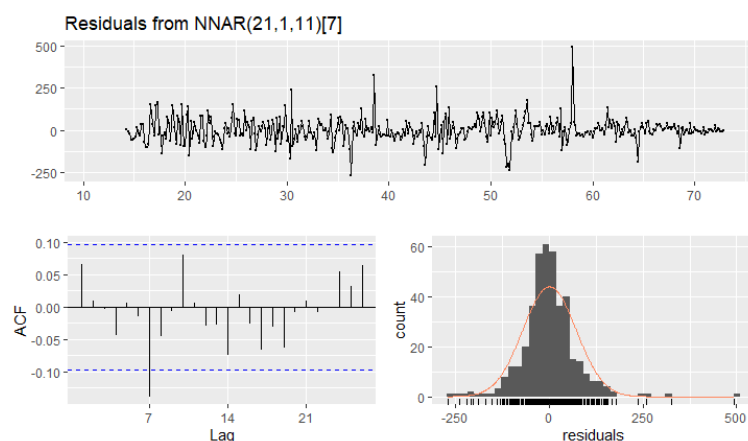 Residuals from NNAR(21,1,11)[7]
500
250
0
-250
10 20 30 40 50 60 70
0.10
0.05
0.00
-0.05
-0.10
ACF
7 14 21
Lag
60
40
20
0
count
-250 0 250 500
residuals